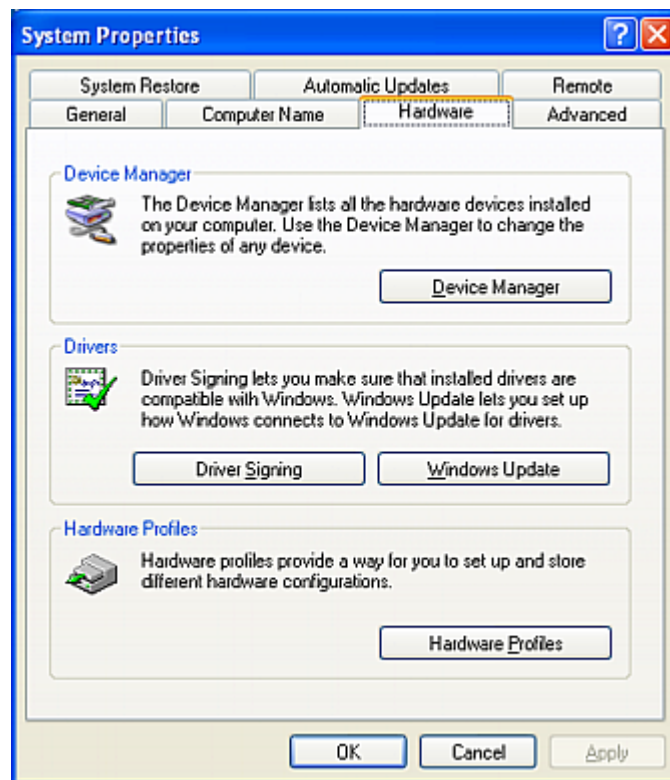 System Properties
System Restore Automatic Updates Remote
General Computer Name Hardware Advanced
Device Manager
The Device Manager lists all the hardware devices installed
on your computer. Use the Device Manager to change the
properties of any device.
Device Manager
Drivers
Driver Signing lets you make sure that installed drivers are
compatible with Windows. Windows Update lets you set up
how Windows connects to Windows Update for drivers.
Driver Signing Windows Update
Hardware Profiles
Hardware profiles provide a way for you to set up and store
different hardware configurations.
Hardware Profiles
OK Cancel Apply